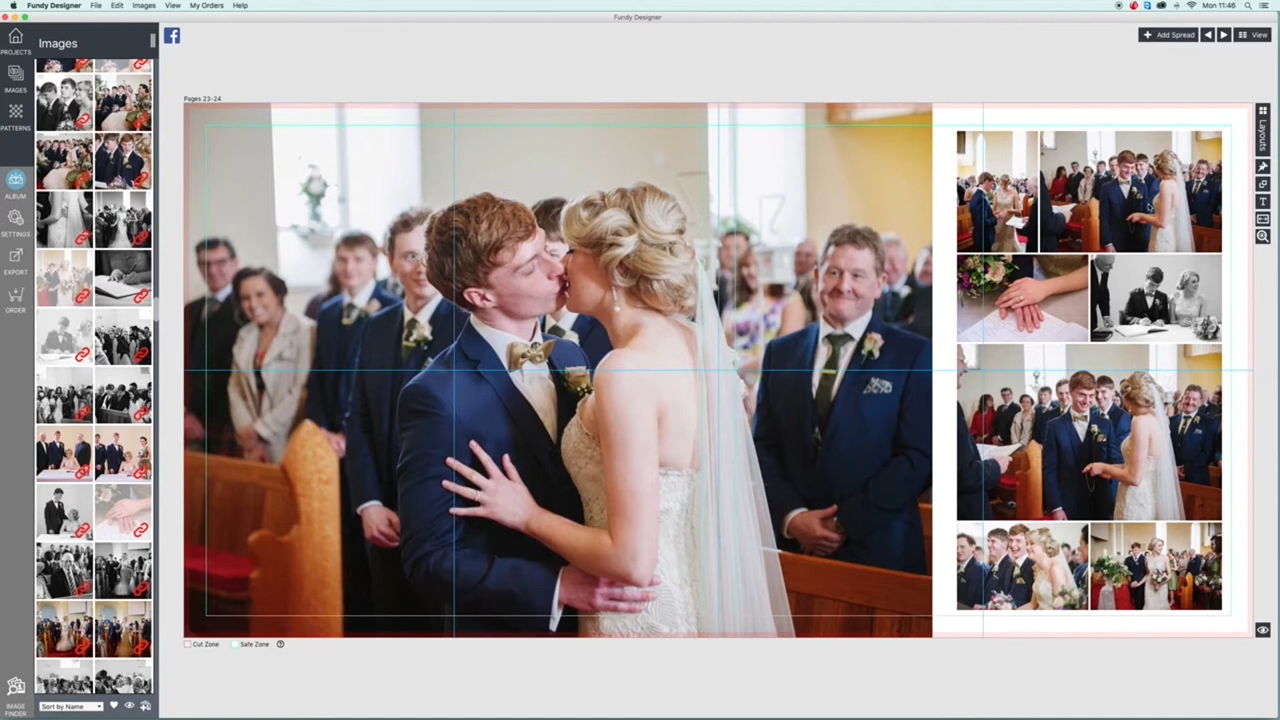 Fundy Designer File Edit Images View My Orders Help
Mon 11:46
Fundy Designer
PROJECTS
Images
Add Spread
View
IMAGES
Pages 23-24
PATTERNS
Layouts
ALBUM
T
SETTINGS
EXPORT
ORDER
Cut Zone Safe Zone ?
IMAGE
FINDER
Sort by Name